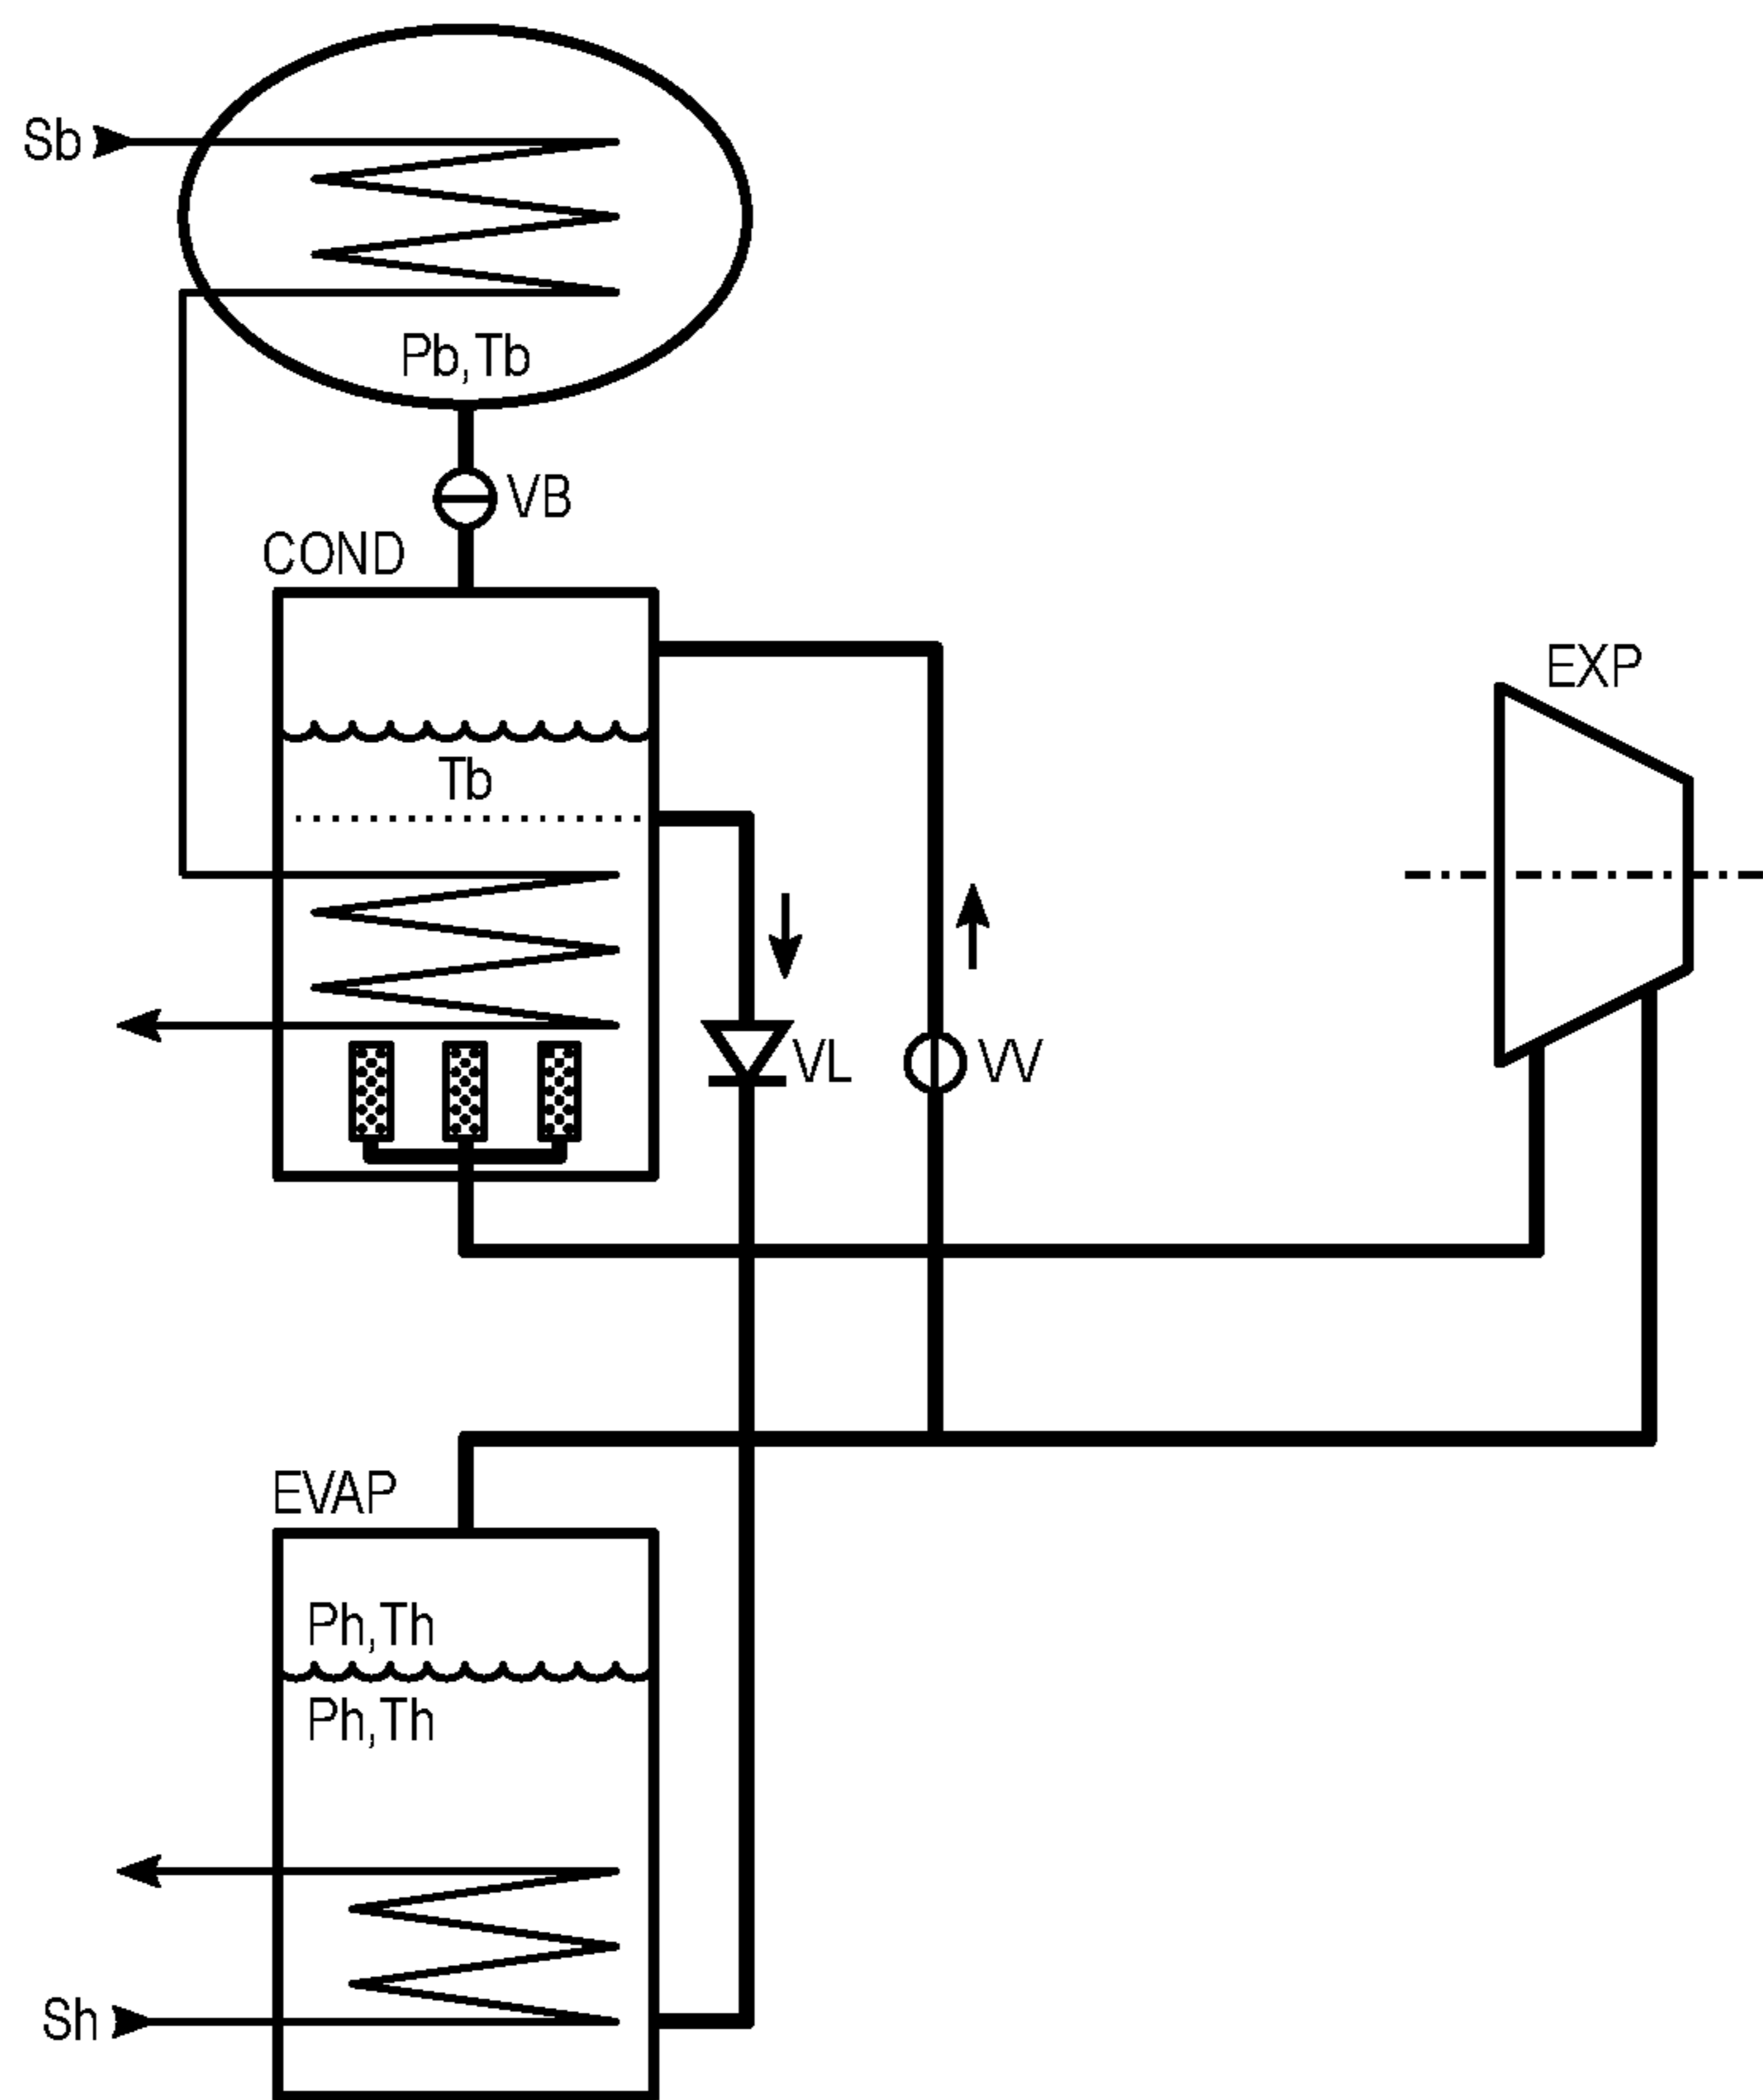 Sb
Pb,Tb
VB
COND
EXP
Tb
VL
VV
EVAP
Ph,Th
Ph,Th
Sh